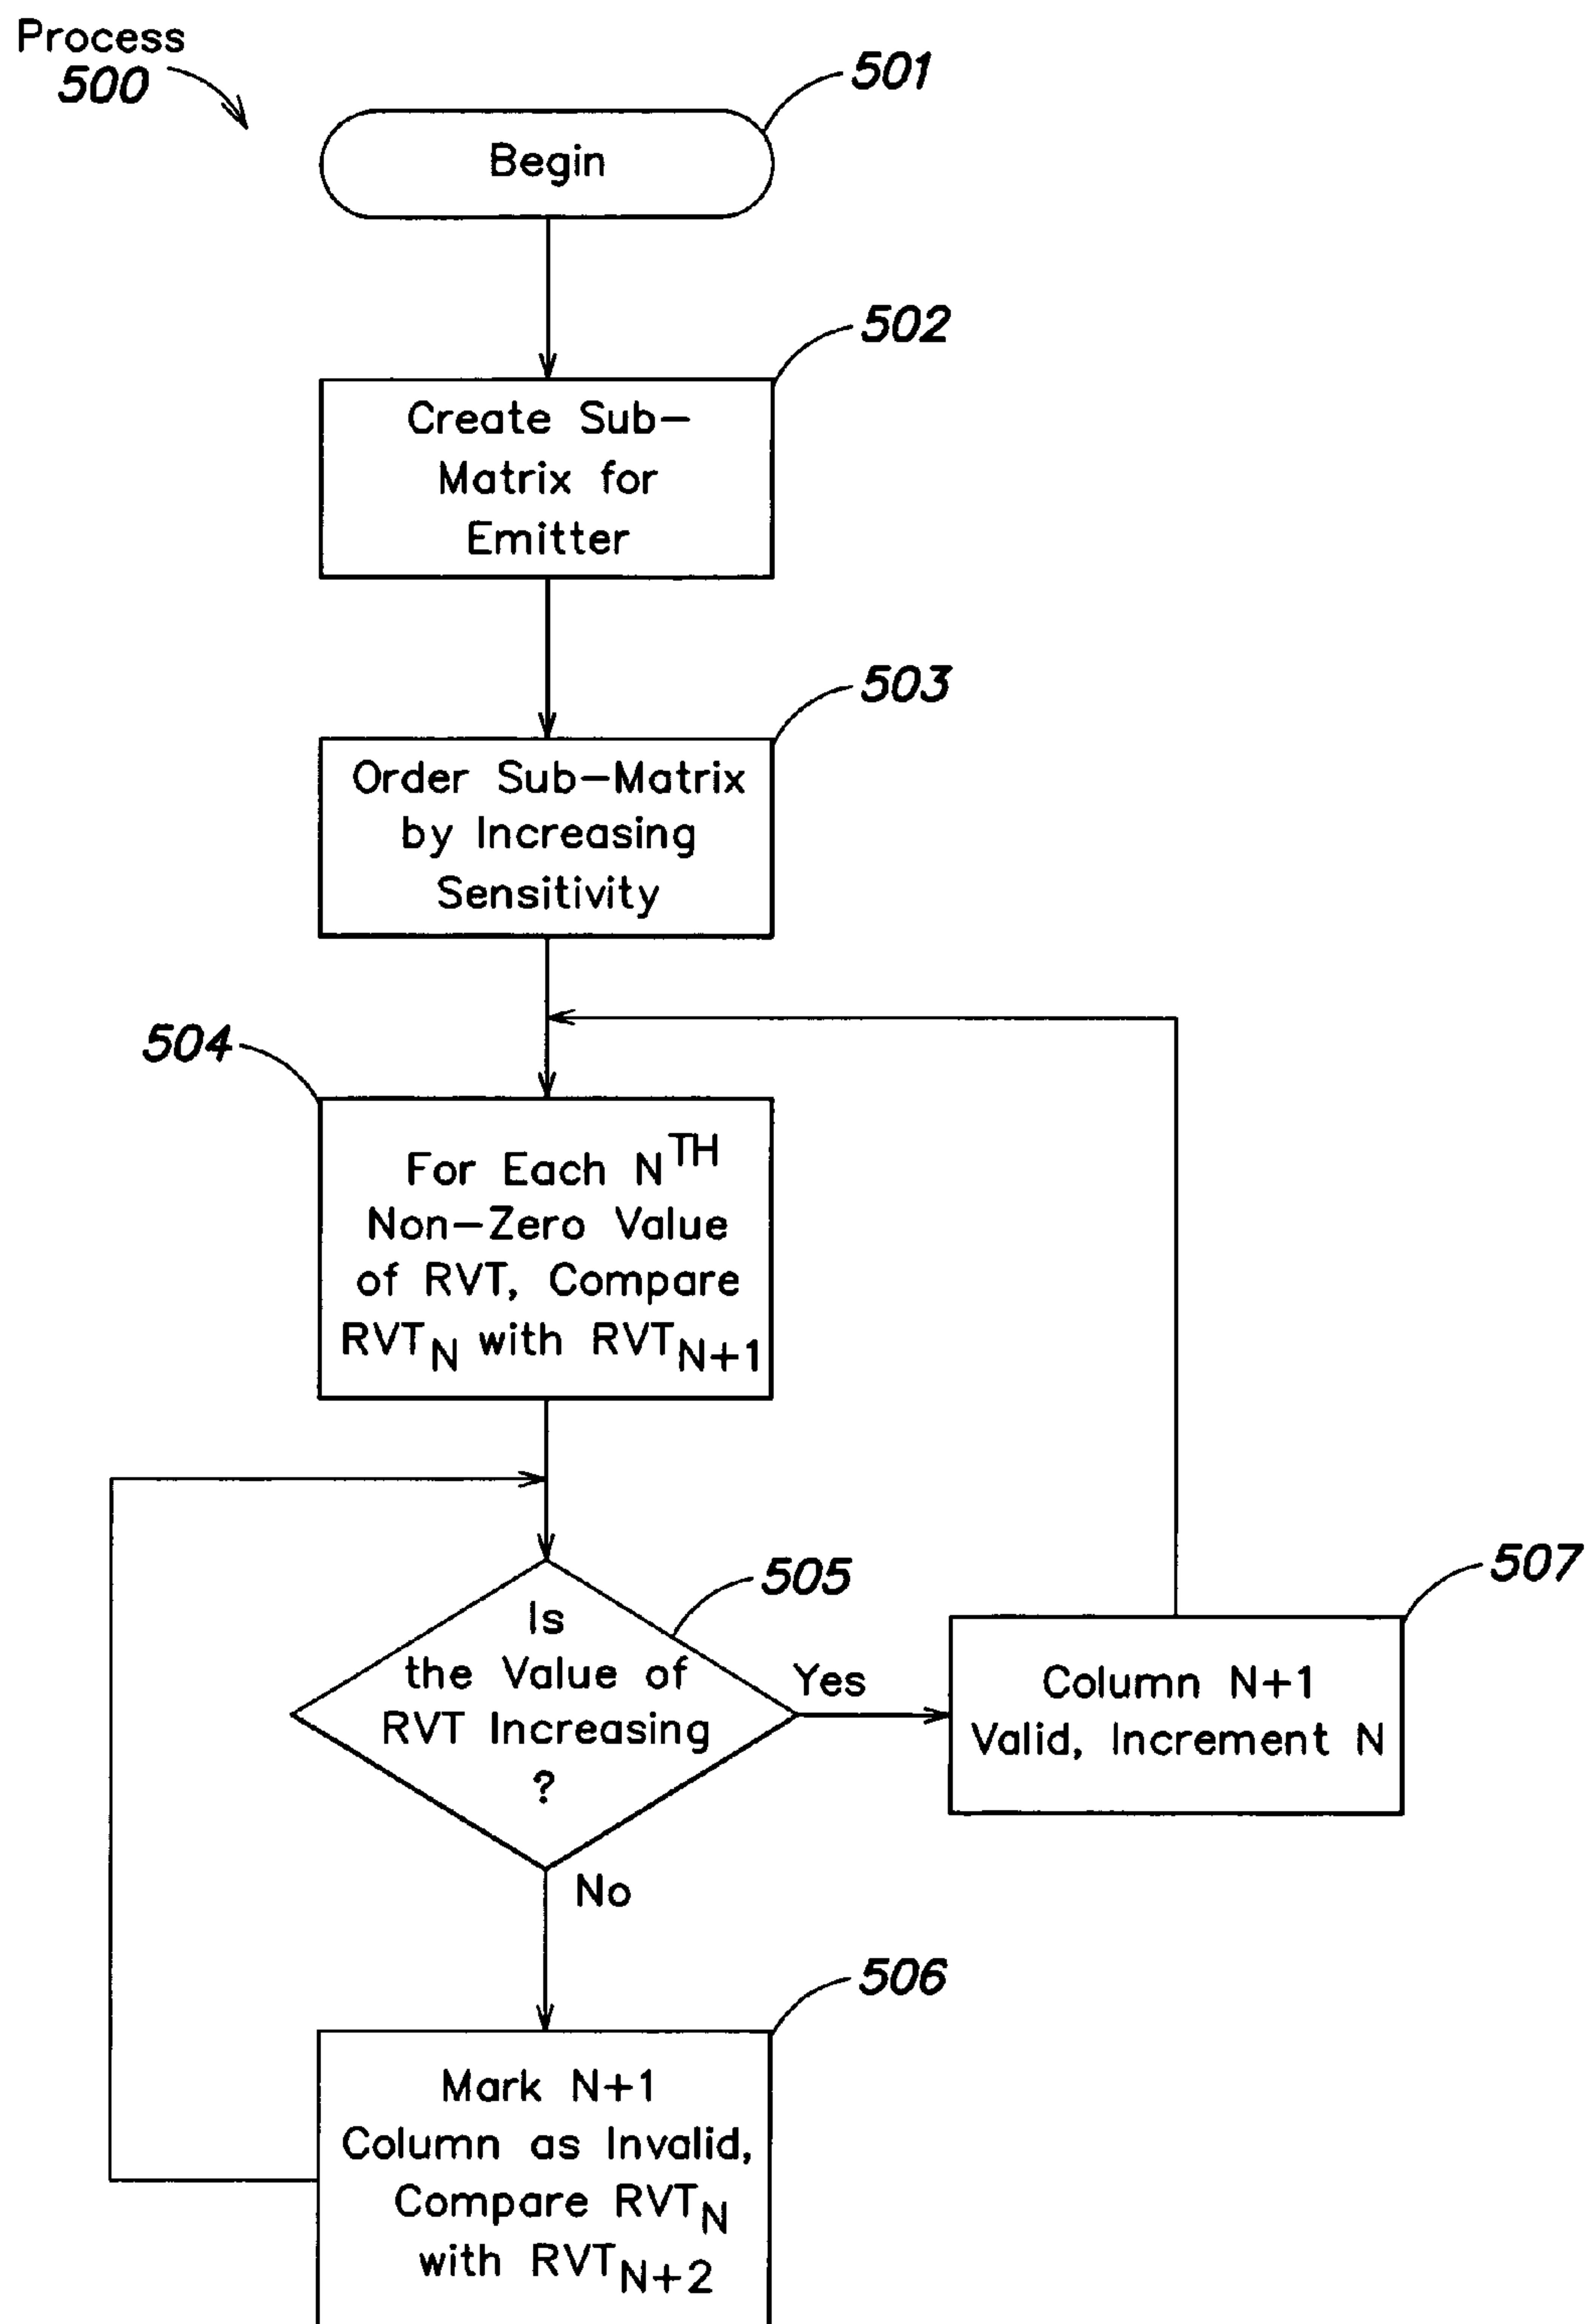 Process
500
501
Begin
502
Create Sub-
Matrix for
Emitter
503
Order Sub-Matrix
by Increasing
Sensitivity
504
For Each N^TH
Non-Zero Value
of RVT, Compare
RVT_N with RVT_N+1
505
Is
the Value of
RVT Increasing
?
Yes
507
Column N+1
Valid, Increment N
No
506
Mark N+1
Column as Invalid,
Compare RVT_N
with RVT_N+2